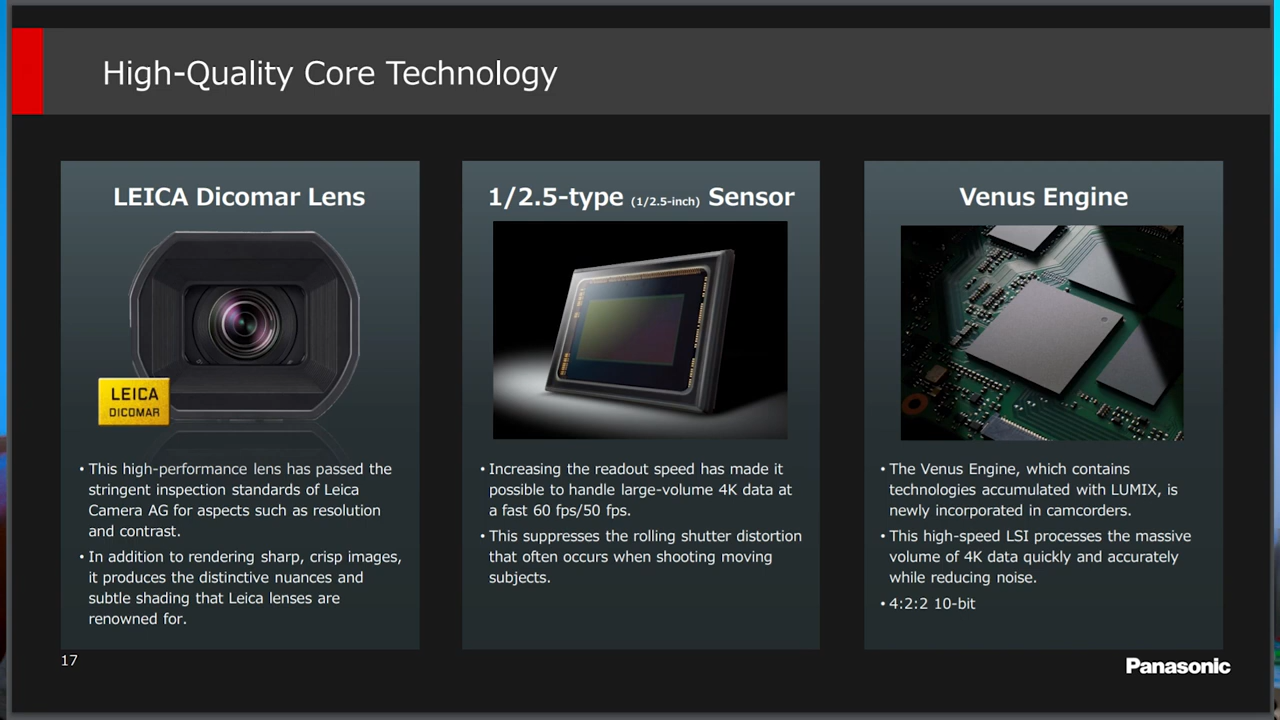 High-Quality Core Technology
LEICA Dicomar Lens
LEICA
DICOMAR
• This high-performance lens has passed the
stringent inspection standards of Leica
Camera AG for aspects such as resolution
and contrast.
• In addition to rendering sharp, crisp images,
it produces the distinctive nuances and
subtle shading that Leica lenses are
renowned for.
1/2.5-type (1/2.5-inch) Sensor
• Increasing the readout speed has made it
possible to handle large-volume 4K data at
a fast 60 fps/50 fps.
• This suppresses the rolling shutter distortion
that often occurs when shooting moving
subjects.
Venus Engine
• The Venus Engine, which contains
technologies accumulated with LUMIX, is
newly incorporated in camcorders.
• This high-speed LSI processes the massive
volume of 4K data quickly and accurately
while reducing noise.
• 4:2:2 10-bit
17
Panasonic